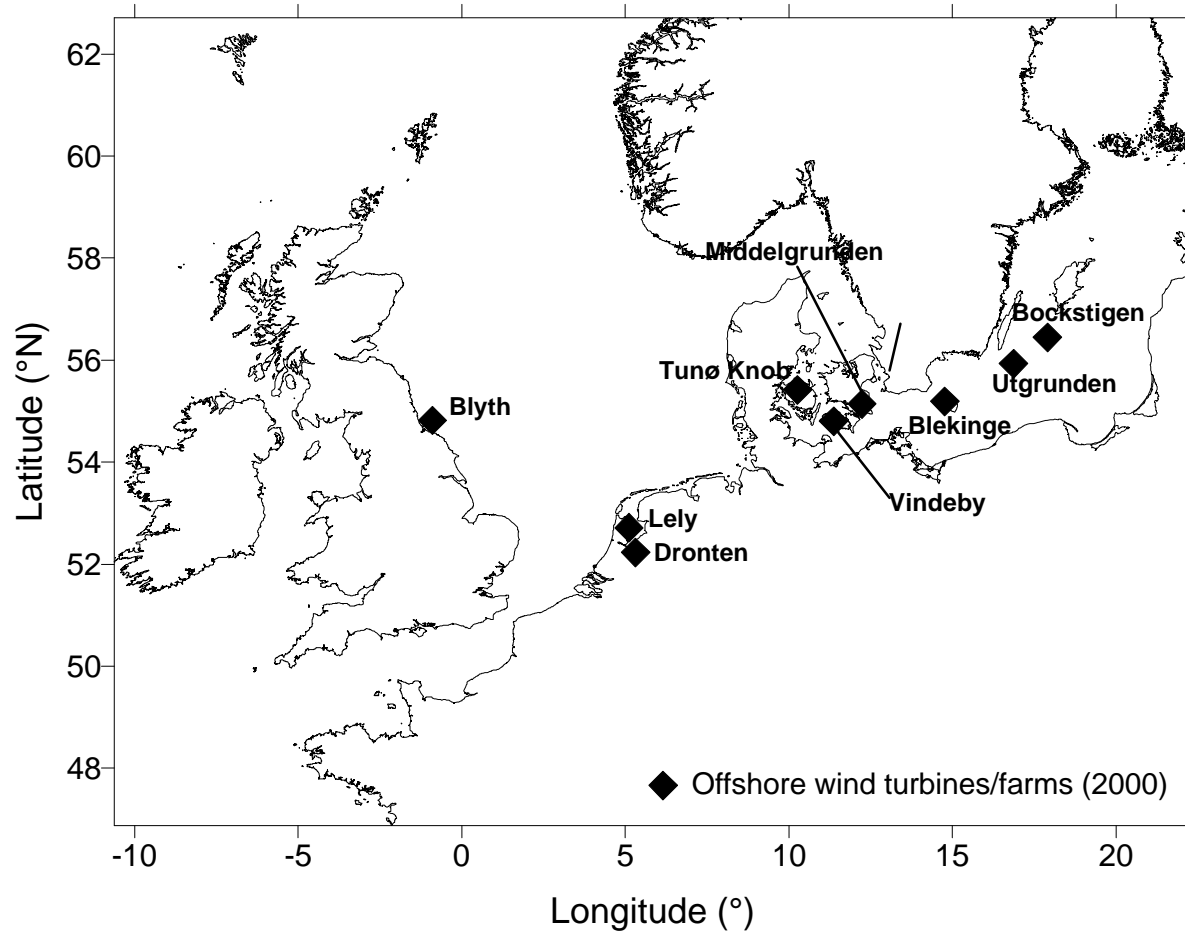 62
60
58
56
54
52
50
48
Latitude (°N)
Middelgrunden
Bockstigen
Tunø Knob
Utgrunden
Blyth
Blekinge
Vindeby
Lely
Dronten
Offshore wind turbines/farms (2000)
-10 -5 0 5 10 15 20
Longitude (°)